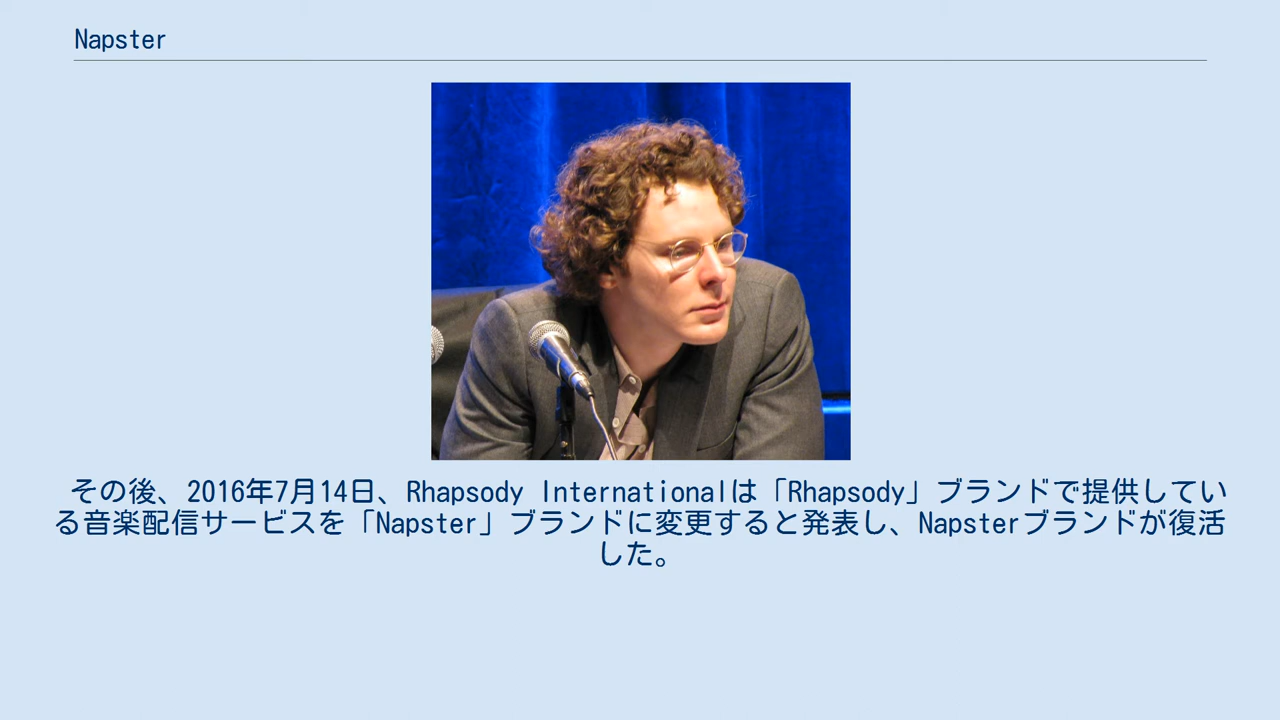 Napster
その後、2016年7月14日、Rhapsody Internationalは「Rhapsody」ブランドで提供してい
る音楽配信サービスを「Napster」ブランドに変更すると発表し、Napsterブランドが復活
した。